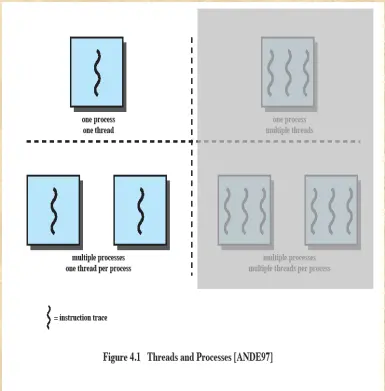 one process
one thread
one process
multiple threads
multiple processes
one thread per process
multiple processes
multiple threads per process
= instruction trace
Figure 4.1 Threads and Processes [ANDE97]